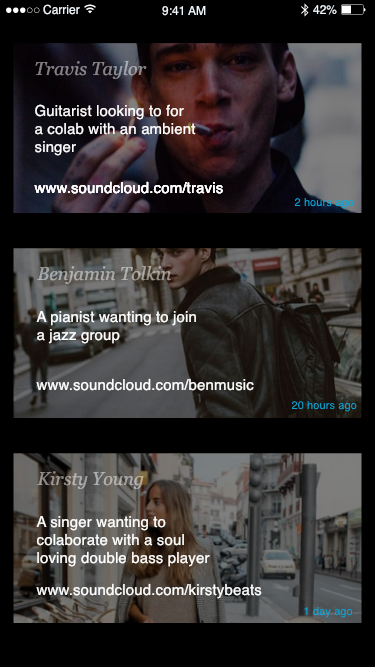 Carrier 9:41 AM 42%
Travis Taylor
Guitarist looking to for
a colab with an ambient
singer
www.soundcloud.com/travis
2 hours ago
Benjamin Tolkin
A pianist wanting to join
a jazz group
www.soundcloud.com/benmusic
20 hours ago
Kirsty Young
A singer wanting to
colaborate with a soul
loving double bass player
www.soundcloud.com/kirstybeats
1 day ago